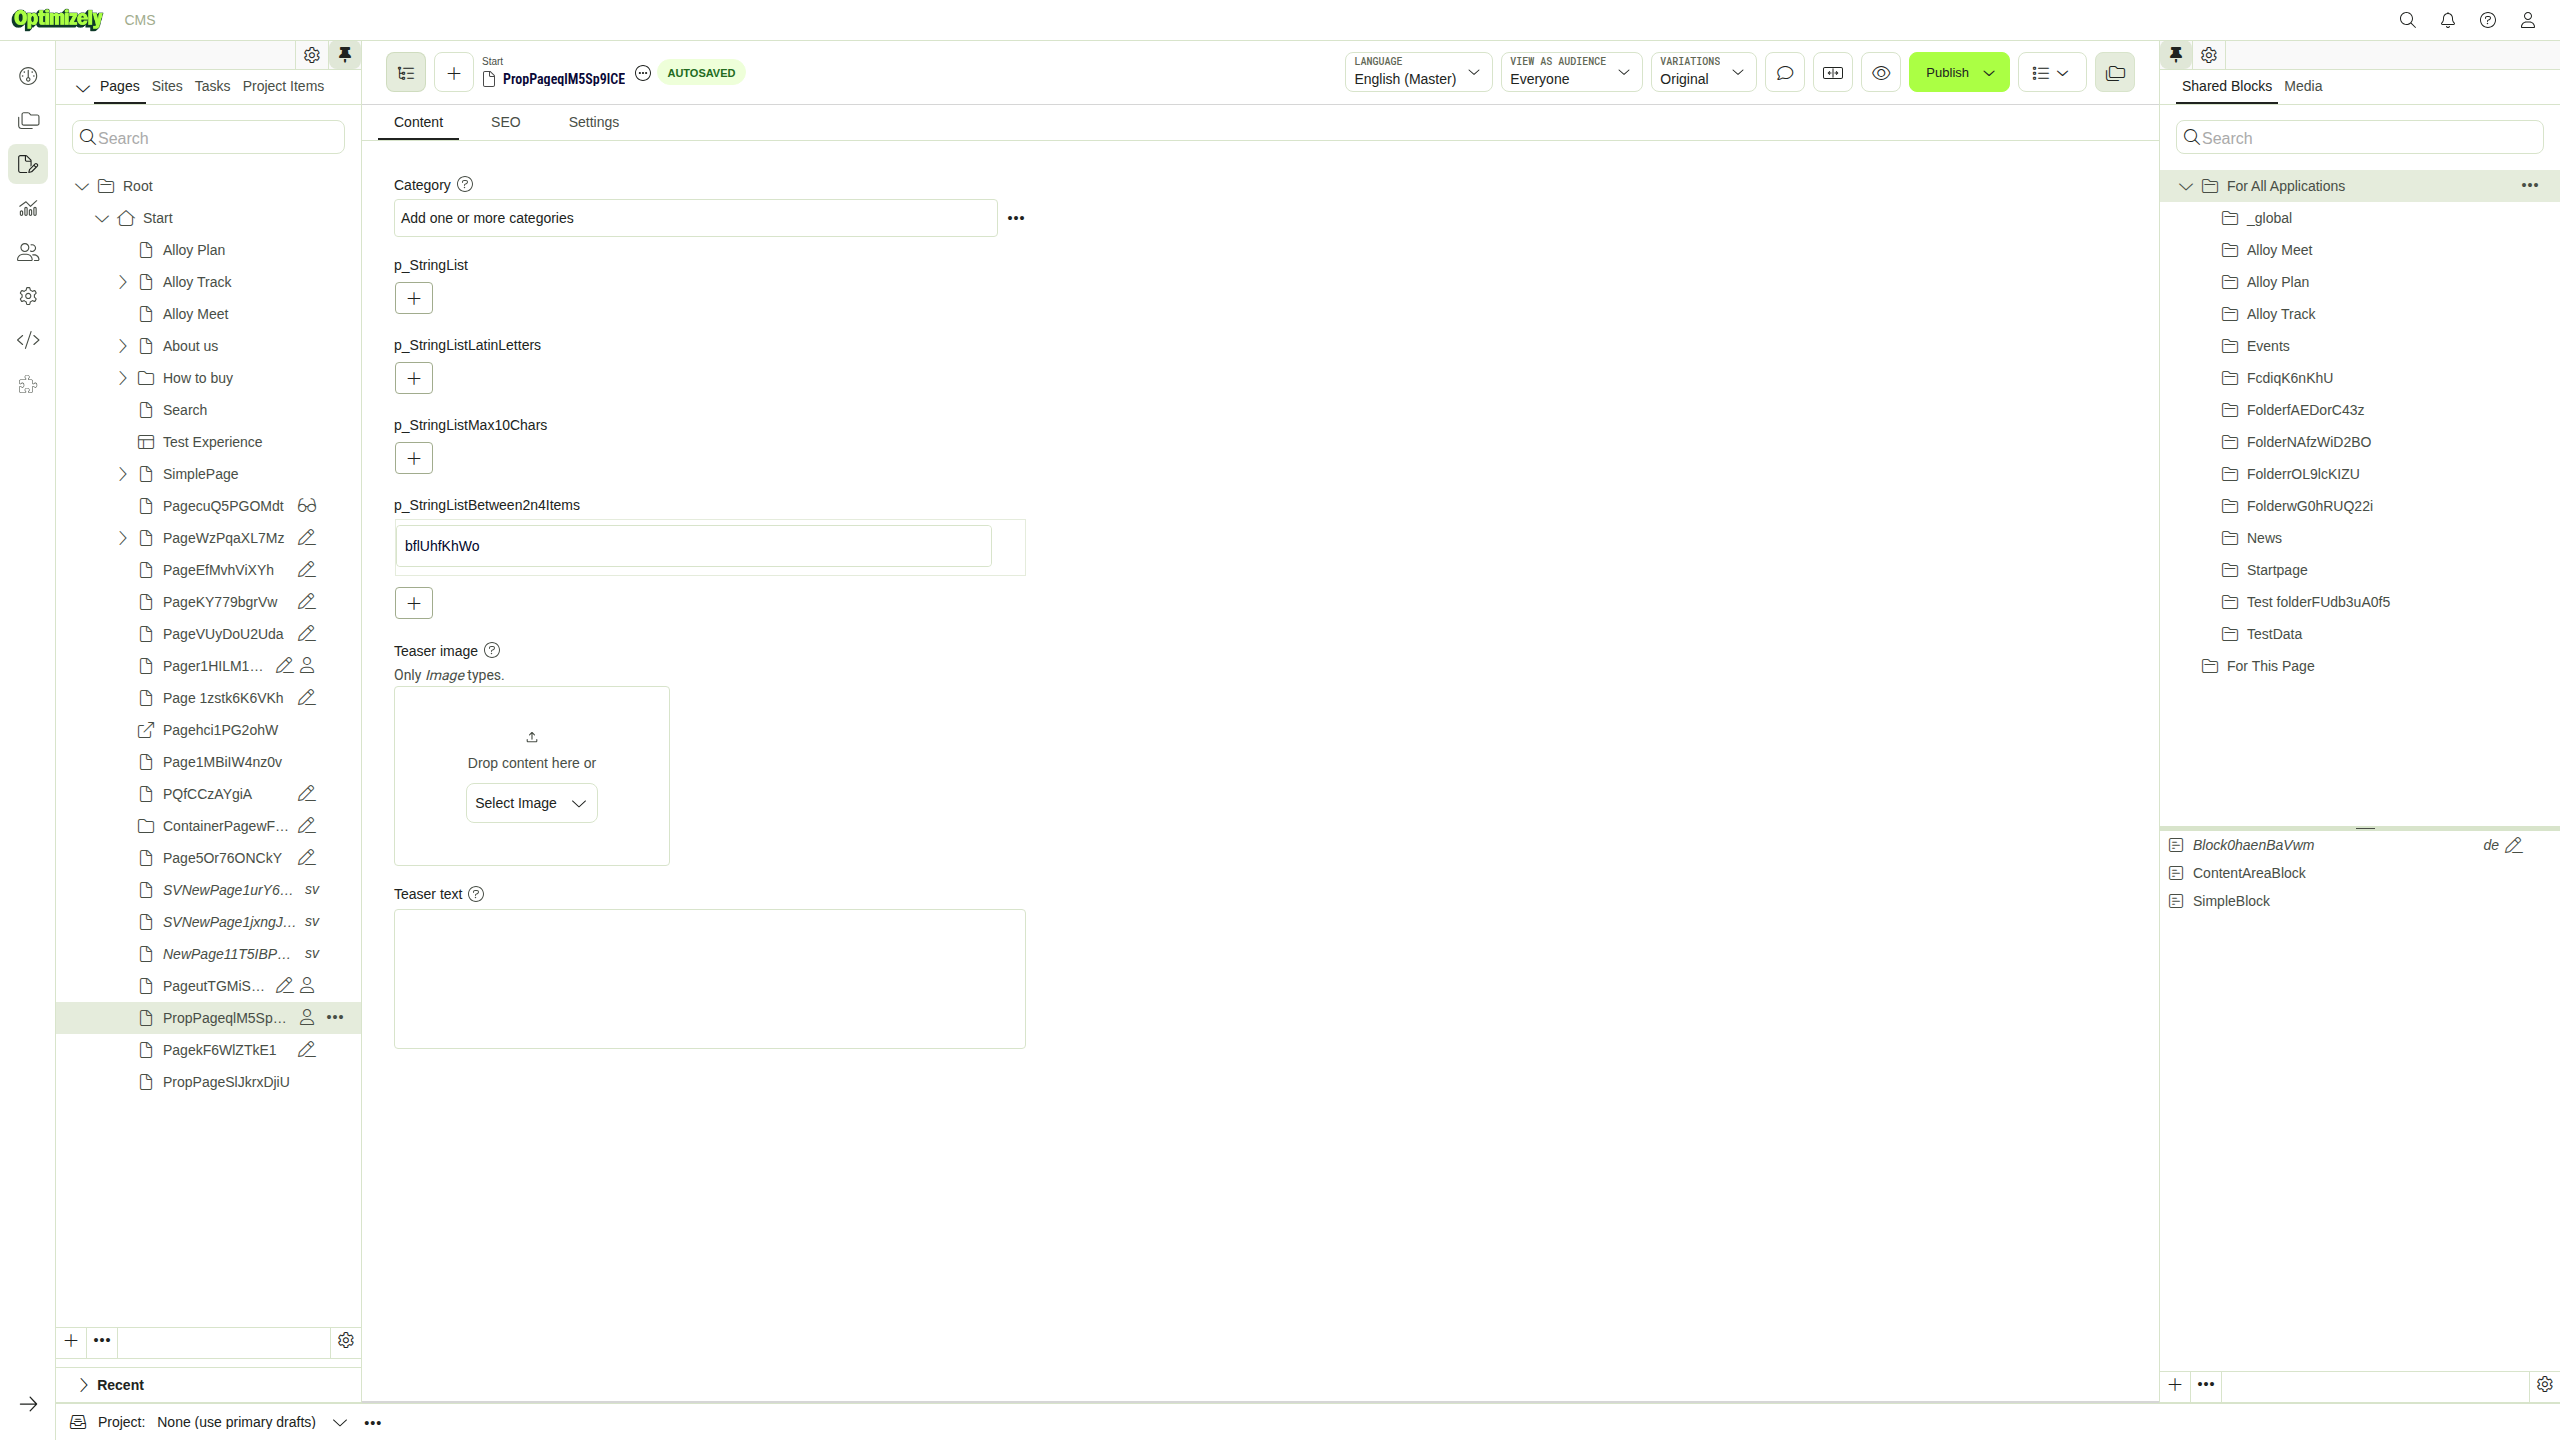 Optimizely CMS
Pages Sites Tasks Project Items
Search
Root
Start
Alloy Plan
Alloy Track
Alloy Meet
About us
How to buy
Search
Test Experience
SimplePage
PagecuQ5PGOMdt
PageWzPqaXL7Mz
PageEfMvhViXYh
PageKY779bgrVw
PageVUyDoU2Uda
Pager1HILM1…
Page 1zstk6K6VKh
Pagehci1PG2ohW
Page1MBiIW4nz0v
PQfCCzAYgiA
ContainerPagewF…
Page5Or76ONCkY
SVNewPage1urY6… sv
SVNewPage1jxngJ… sv
NewPage11T5IBP… sv
PageutTGMiS…
PropPageqlM5Sp…
PagekF6WlZTkE1
PropPageSlJkrxDjiU
Recent
Project: None (use primary drafts)
Start
PropPageqlM5Sp9ICE
AUTOSAVED
LANGUAGE
English (Master)
VIEW AS AUDIENCE
Everyone
VARIATIONS
Original
Publish
Content SEO Settings
Category
Add one or more categories
p_StringList
p_StringListLatinLetters
p_StringListMax10Chars
p_StringListBetween2n4Items
bflUhfKhWo
Teaser image
Only Image types.
Drop content here or
Select Image
Teaser text
Shared Blocks Media
Search
For All Applications
_global
Alloy Meet
Alloy Plan
Alloy Track
Events
FcdiqK6nKhU
FolderfAEDorC43z
FolderNAfzWiD2BO
FolderrOL9lcKIZU
FolderwG0hRUQ22i
News
Startpage
Test folderFUdb3uA0f5
TestData
For This Page
Block0haenBaVwm de
ContentAreaBlock
SimpleBlock